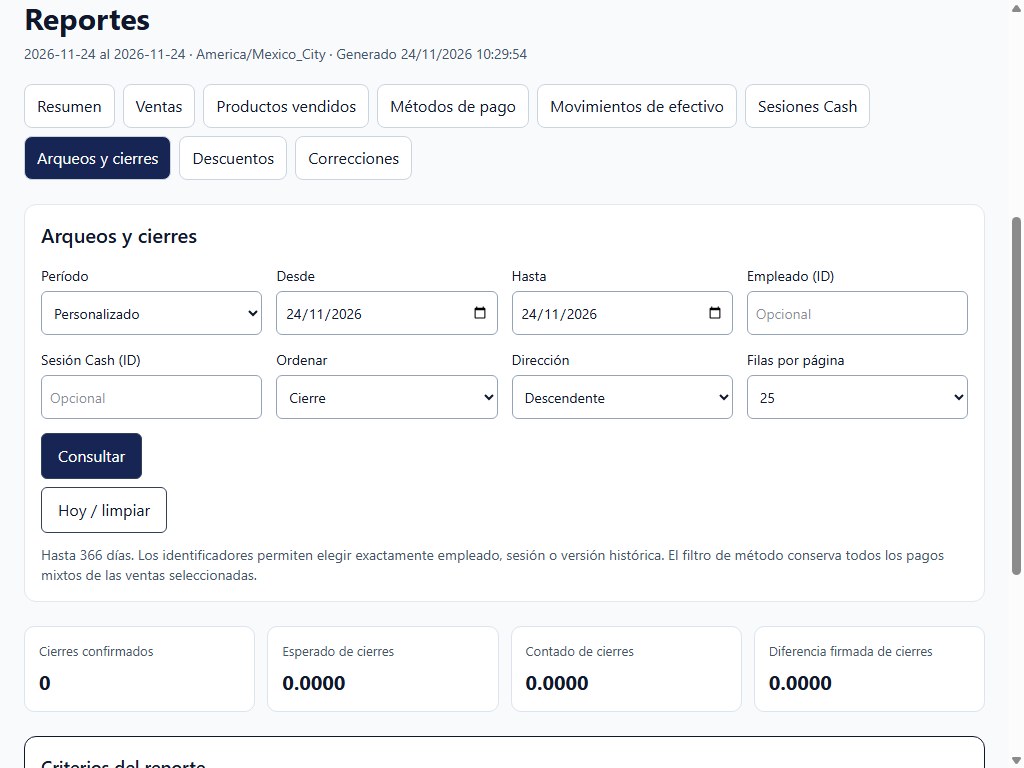 Reportes
2026-11-24 al 2026-11-24 · America/Mexico_City · Generado 24/11/2026 10:29:54
Resumen
Ventas
Productos vendidos
Métodos de pago
Movimientos de efectivo
Sesiones Cash
Arqueos y cierres
Descuentos
Correcciones
Arqueos y cierres
Período
Desde
Hasta
Empleado (ID)
Personalizado
24/11/2026
24/11/2026
Opcional
Sesión Cash (ID)
Ordenar
Dirección
Filas por página
Opcional
Cierre
Descendente
25
Consultar
Hoy / limpiar
Hasta 366 días. Los identificadores permiten elegir exactamente empleado, sesión o versión histórica. El filtro de método conserva todos los pagos
mixtos de las ventas seleccionadas.
Cierres confirmados
Esperado de cierres
Contado de cierres
Diferencia firmada de cierres
0
0.0000
0.0000
0.0000
Criterios del reporte